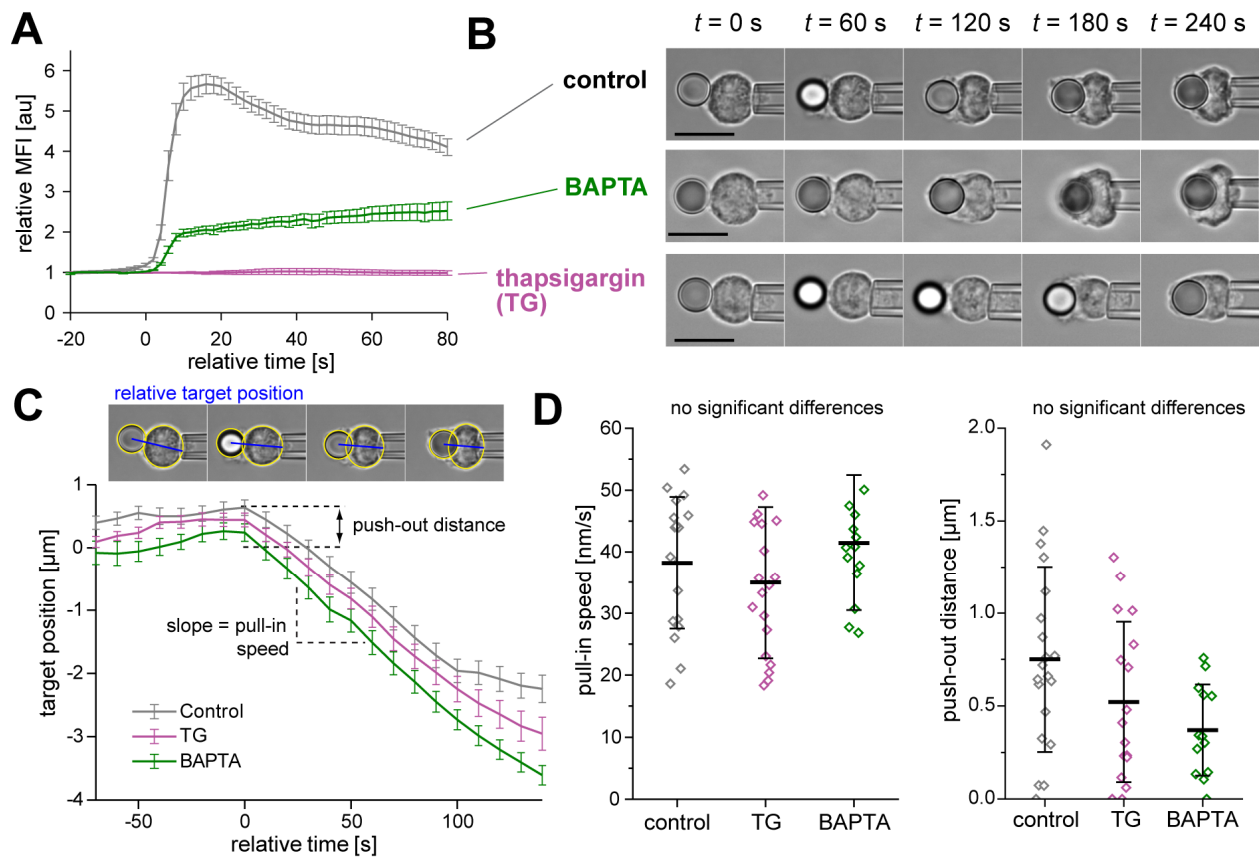 A
relative MFI [au]
6
5
4
3
2
1
0
-20
0
20
40
60
80
relative time [s]
control
BAPTA
thapsigargin
(TG)
B
t = 0 s
t = 60 s
t = 120 s
t = 180 s
t = 240 s
C
relative target position
target position [µm]
1
0
-1
-2
-3
-4
-50
0
50
100
relative time [s]
push-out distance
slope = pull-in
speed
Control
TG
BAPTA
D
no significant differences
pull-in speed [nm/s]
60
50
40
30
20
10
0
control
TG
BAPTA
no significant differences
push-out distance [µm]
2.0
1.5
1.0
0.5
0.0
control
TG
BAPTA